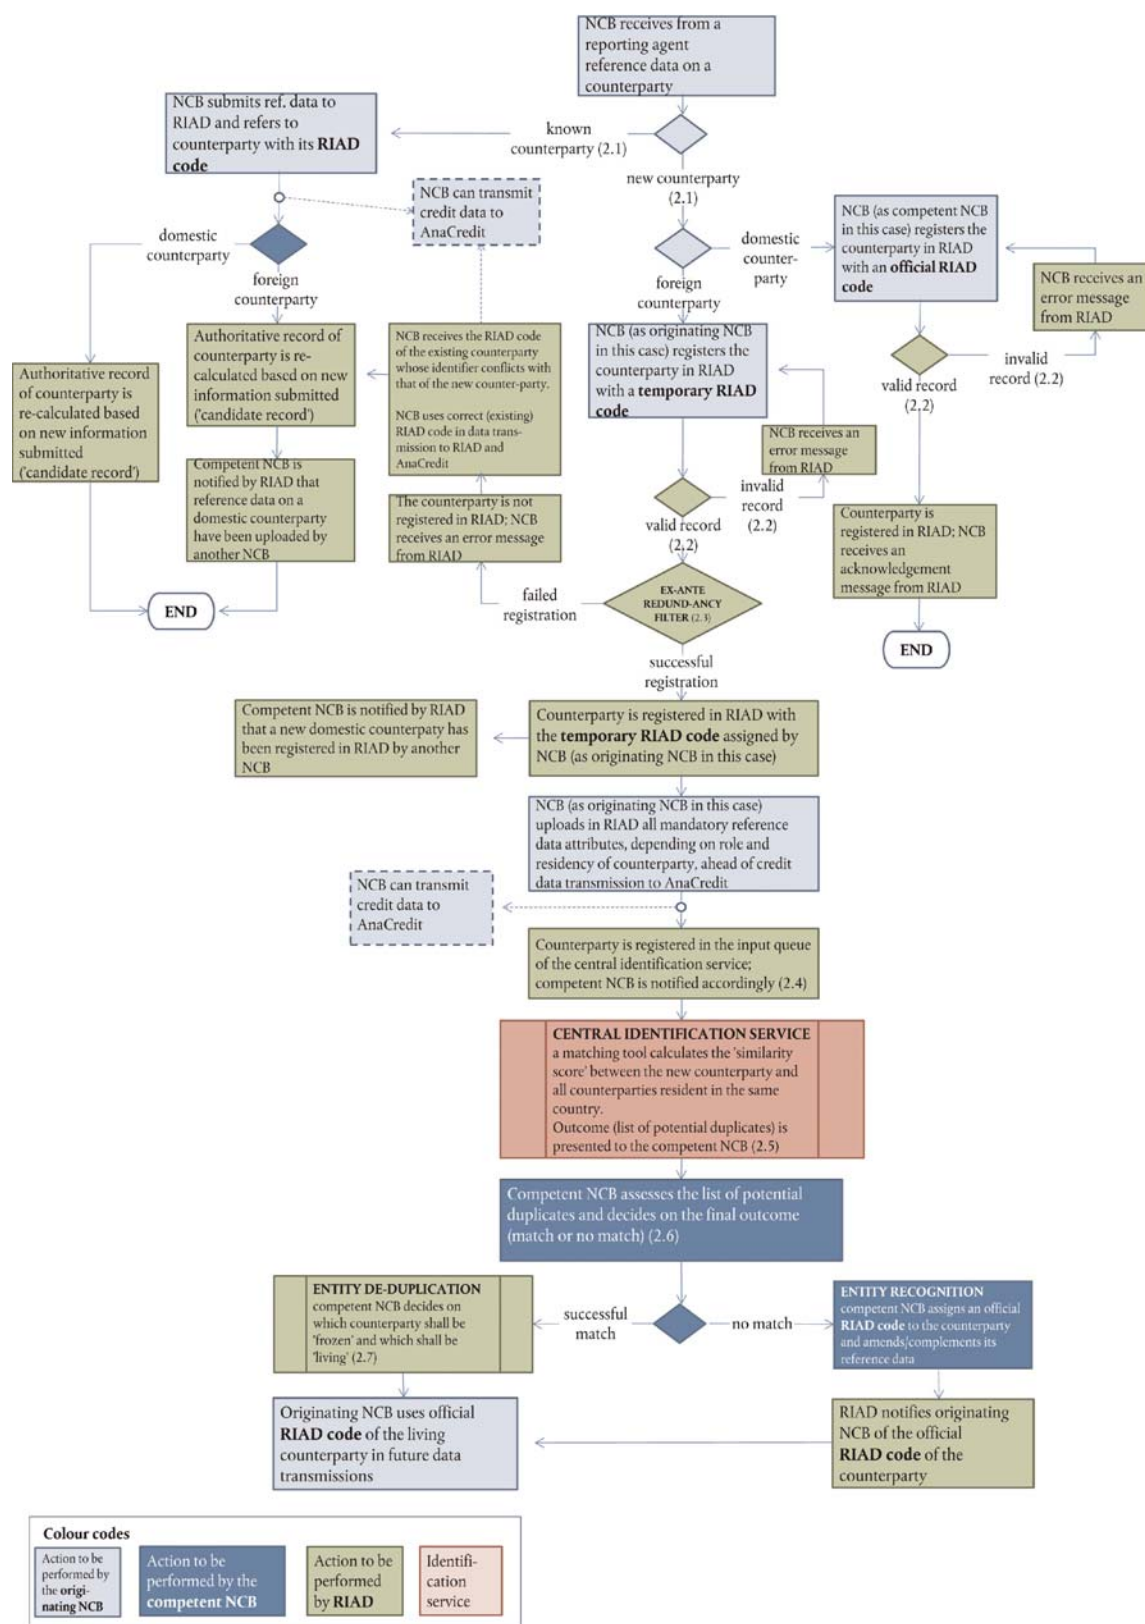 NCB receives from a
reporting agent
reference data on a
counterparty
NCB submits ref. data to
RIAD and refers to
counterparty with its RIAD
code
known
counterparty (2.1)
new counterparty
(2.1)
NCB can transmit
credit data to
AnaCredit
domestic
counterparty
foreign
counterparty
foreign
counterparty
domestic
counter-
party
NCB (as competent NCB
in this case) registers the
counterparty in RIAD
with an official RIAD
code
NCB receives an
error message
from RIAD
Authoritative record
of counterparty is
re-calculated based
on new information
submitted
('candidate record')
Authoritative record of
counterparty is re-
calculated based on new
information submitted
('candidate record')
NCB receives the RIAD code
of the existing counterparty
whose identifier conflicts with
that of the new counter-party.
NCB uses correct (existing)
RIAD code in data trans-
mission to RIAD and
AnaCredit
NCB (as originating NCB
in this case) registers the
counterparty in RIAD
with a temporary RIAD
code
invalid
record (2.2)
valid record
(2.2)
NCB receives an
error message
from RIAD
Competent NCB is
notified by RIAD that
reference data on a
domestic counterparty
have been uploaded by
another NCB
The counterparty is not
registered in RIAD; NCB
receives an error message
from RIAD
invalid
record
(2.2)
valid record
(2.2)
Counterparty is
registered in RIAD; NCB
receives an
acknowledgement
message from RIAD
END
failed
registration
EX-ANTE
REDUND-ANCY
FILTER (2.3)
END
successful
registration
Competent NCB is notified by RIAD
that a new domestic counterpaty has
been registered in RIAD by another
NCB
Counterparty is registered in RIAD with
the temporary RIAD code assigned by
NCB (as originating NCB in this case)
NCB (as originating NCB in this case)
uploads in RIAD all mandatory reference
data attributes, depending on role and
residency of counterparty, ahead of credit
data transmission to AnaCredit
NCB can transmit
credit data to
AnaCredit
Counterparty is registered in the input queue
of the central identification service;
competent NCB is notified accordingly (2.4)
CENTRAL IDENTIFICATION SERVICE
a matching tool calculates the 'similarity
score' between the new counterparty and
all counterparties resident in the same
country.
Outcome (list of potential duplicates) is
presented to the competent NCB (2.5)
Competent NCB assesses the list of potential
duplicates and decides on the final outcome
(match or no match) (2.6)
ENTITY DE-DUPLICATION
competent NCB decides on
which counterparty shall be
'frozen' and which shall be
'living' (2.7)
successful
match
no match
ENTITY RECOGNITION
competent NCB assigns an official
RIAD code to the counterparty
and amends/complements its
reference data
Originating NCB uses official
RIAD code of the living
counterparty in future data
transmissions
RIAD notifies originating
NCB of the official
RIAD code of the
counterparty
Colour codes
Action to be
performed by
the origi-
nating NCB
Action to be
performed by the
competent NCB
Action to be
performed
by RIAD
Identifi-
cation
service